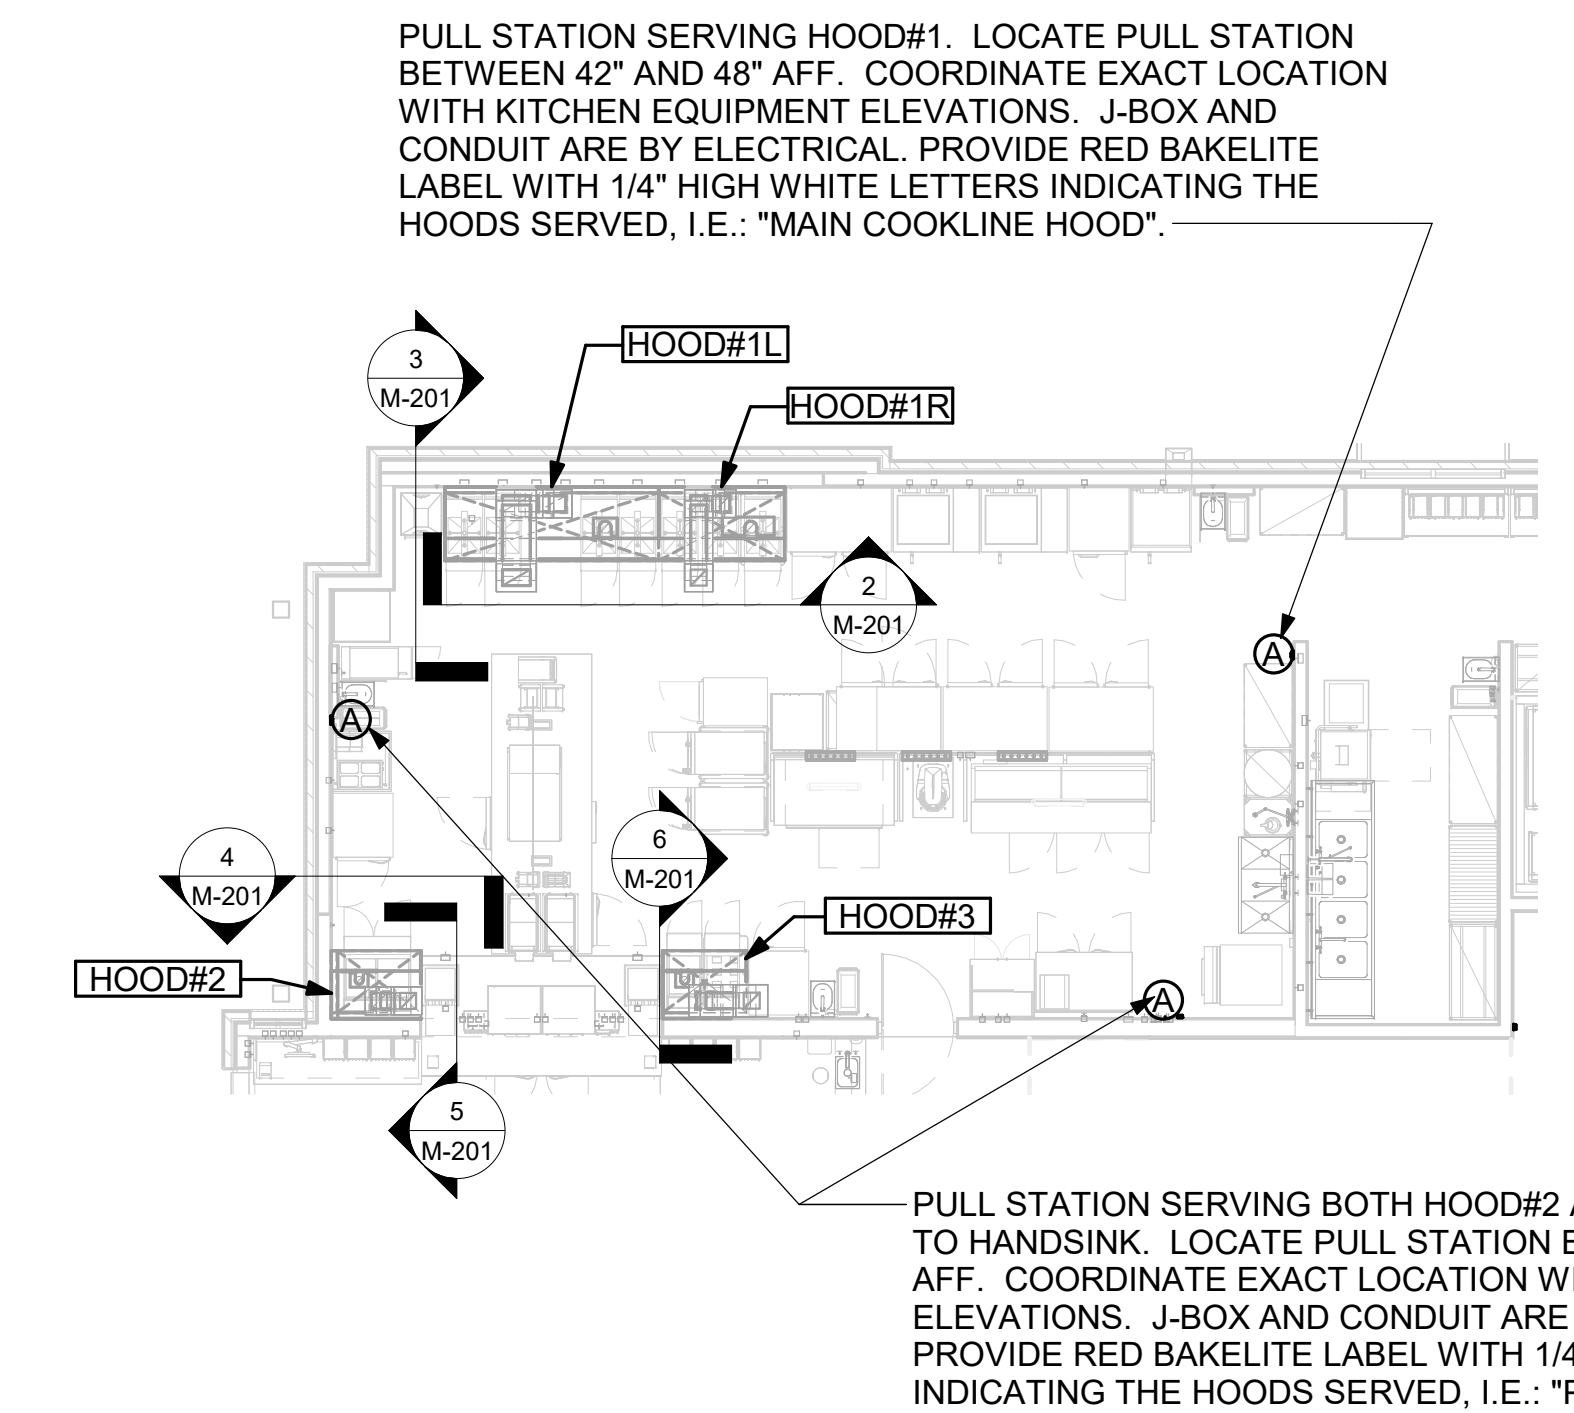 PULL STATION SERVING HOOD#1. LOCATE PULL STATION
BETWEEN 42" AND 48" AFF. COORDINATE EXACT LOCATION
WITH KITCHEN EQUIPMENT ELEVATIONS. J-BOX AND
CONDUIT ARE BY ELECTRICAL. PROVIDE RED BAKELITE
LABEL WITH 1/4" HIGH WHITE LETTERS INDICATING THE
HOODS SERVED, I.E.: "MAIN COOKLINE HOOD".
HOOD#1L
3
M-201
HOOD#1R
2
M-201
A
A
6
M-201
4
M-201
HOOD#3
HOOD#2
A
5
M-201
PULL STATION SERVING BOTH HOOD#2
TO HANDSINK. LOCATE PULL STATION
AFF. COORDINATE EXACT LOCATION
ELEVATIONS. J-BOX AND CONDUIT ARE
PROVIDE RED BAKELITE LABEL WITH 1/4
INDICATING THE HOODS SERVED, I.E.: "